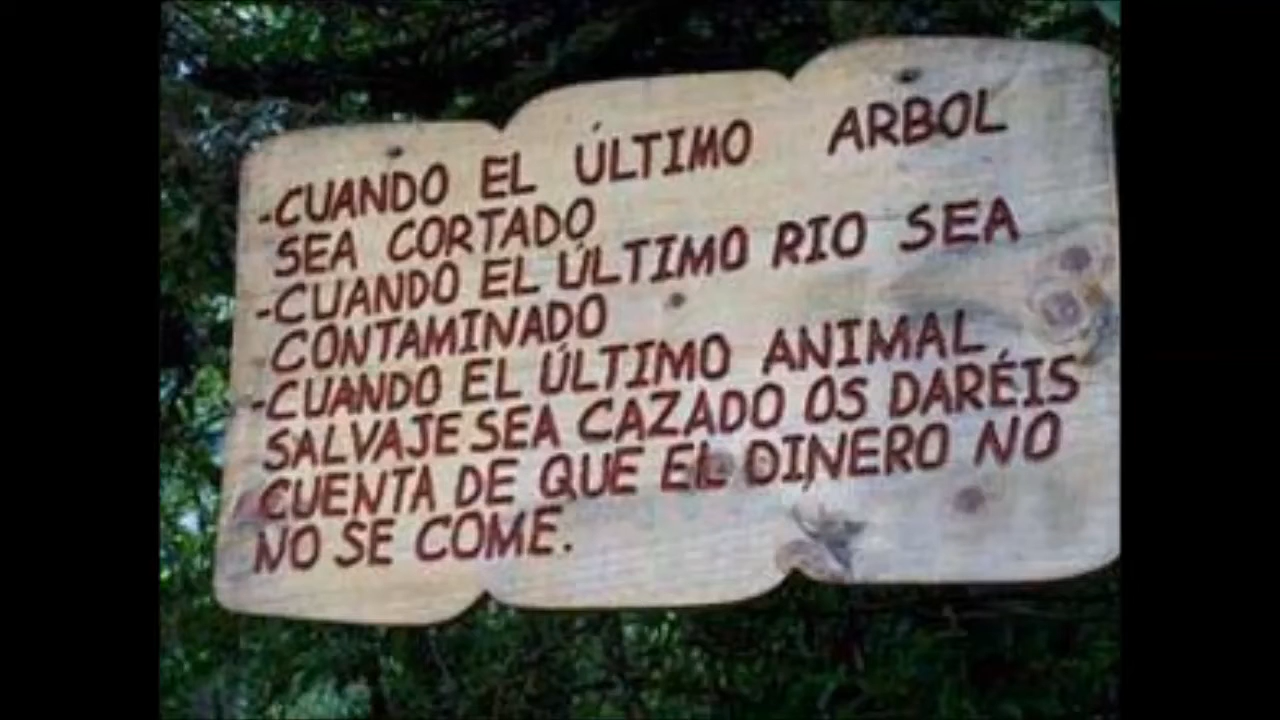 -CUANDO EL ÚLTIMO ARBOL
SEA CORTADO
-CUANDO EL ÚLTIMO RIO SEA
CONTAMINADO
-CUANDO EL ÚLTIMO ANIMAL
SALVAJE SEA CAZADO OS DARÉIS
CUENTA DE QUE EL DINERO NO
NO SE COME.